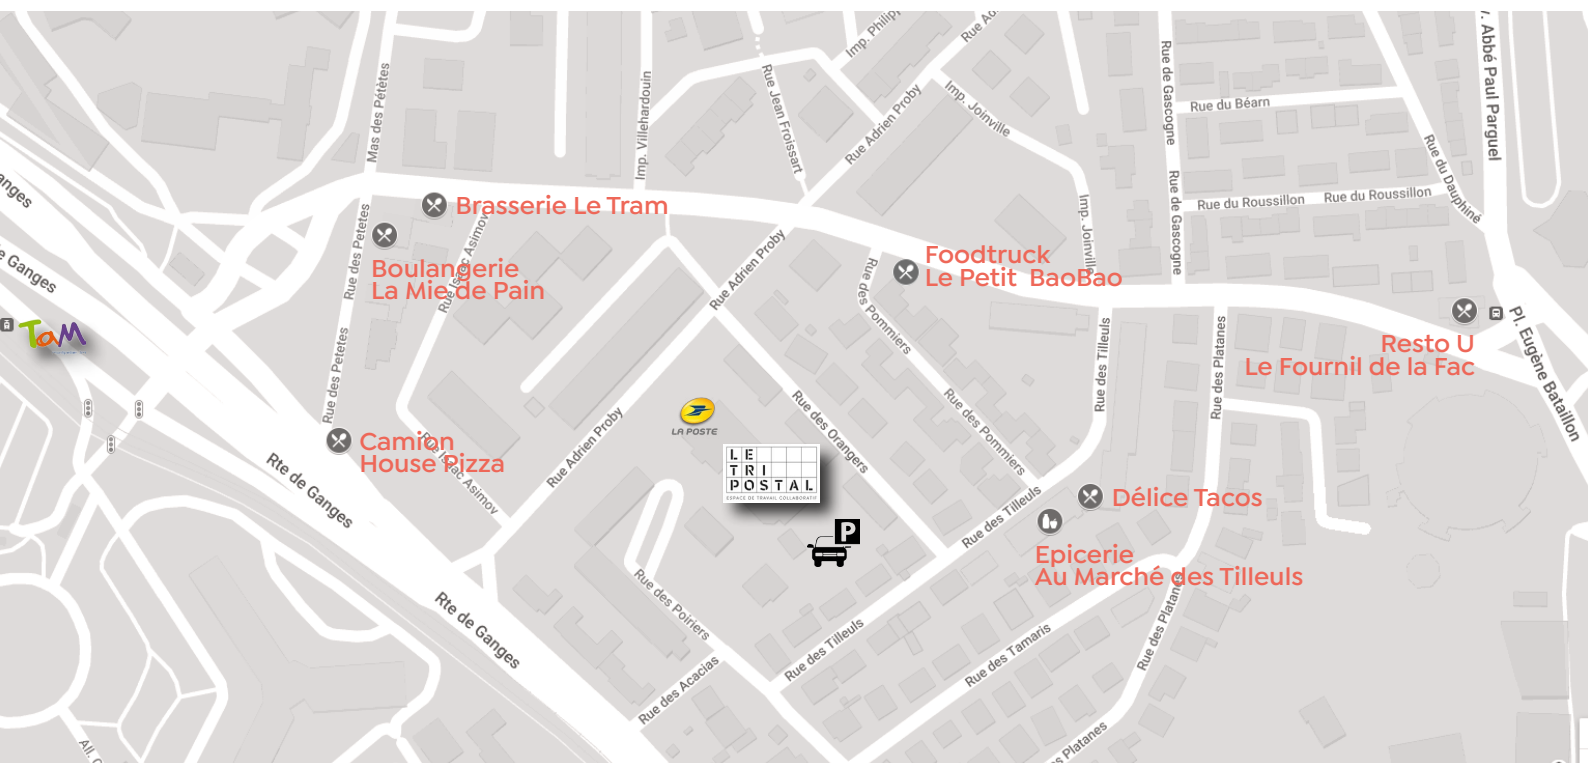 Imp. Philip
Rue A
v. Abbé Paul Parguel
Mas des Pétètes
Imp. Villehardouin
Rue Jean Froissart
Rue Adrien Proby
Imp. Joinville
Rue de Gascogne
Rue du Béarn
Rue du Dauphiné
anges
Brasserie Le Tram
Imp. Joinville
Rue de Gascogne
Rue du Roussillon
Rue du Roussillon
Rue des Petetes
Rue Isaac Asimov
Boulangerie
La Mie de Pain
Rue Adrien Proby
Foodtruck
Le Petit BaoBao
e Ganges
TaM
Rue des Pommiers
Rue des Petetes
Rue des Tilleuls
Rue des Platanes
Resto U
Le Fournil de la Fac
Pl. Eugène Bataillon
LA POSTE
Rue Adrien Proby
Rue des Orangers
Rue des Pommiers
Camion
House Pizza
Rue Isaac Asimov
LE
TRI
POSTAL
ESPACE DE TRAVAIL COLLABORATIF
Rte de Ganges
Délice Tacos
Rue des Tilleuls
P
Epicerie
Au Marché des Tilleuls
Rue des Poiriers
Rte de Ganges
Rue des Tilleuls
Rue des Tamaris
Rue des Platanes
Rue des Acacias
All.
s Platanes